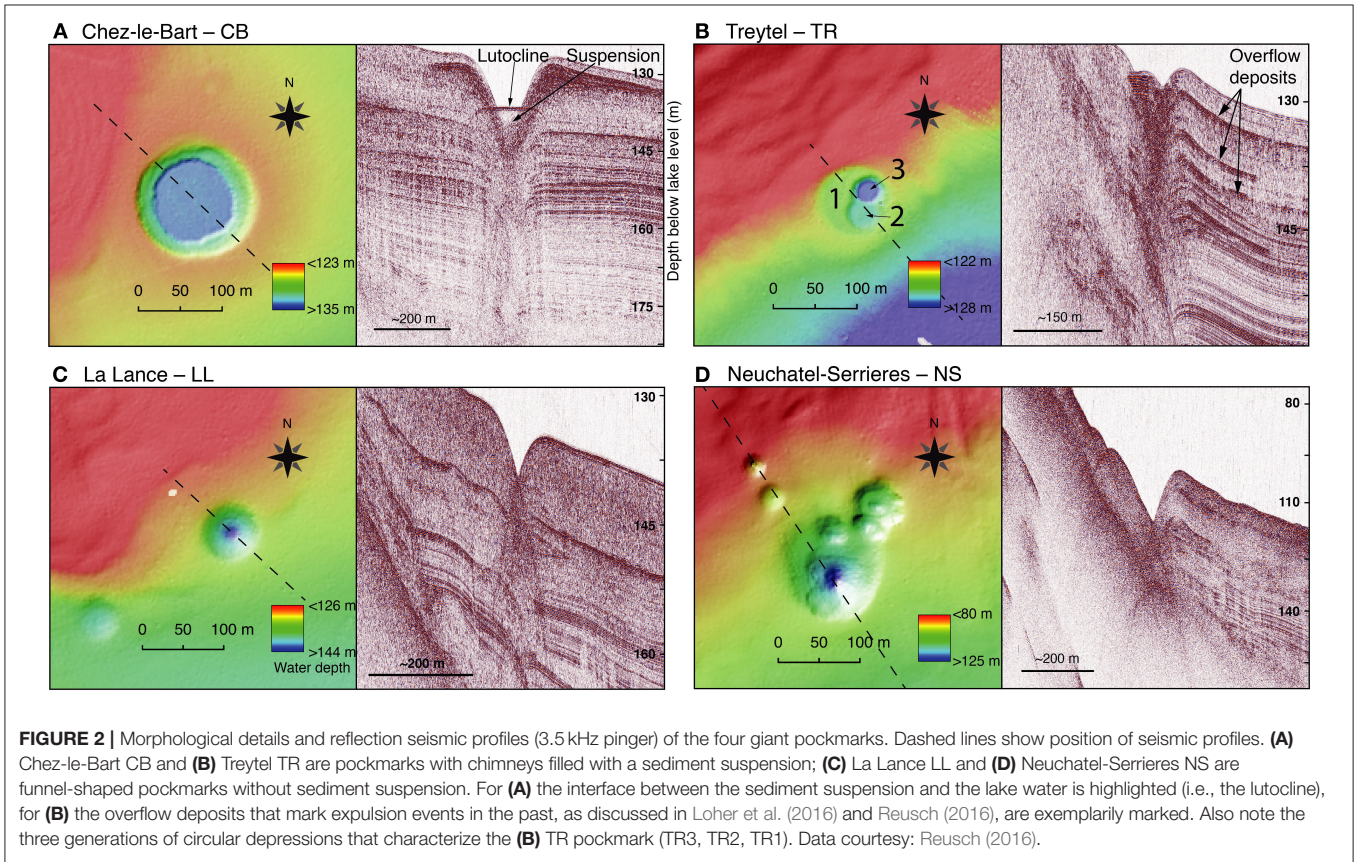 A Chez-le-Bart – CB
Lutocline Suspension
N
130
145
160
175
Depth below lake level (m)
0 50 100 m
<123 m
>135 m
~200 m
B Treytel – TR
Overflow
deposits
N
130
145
1
2
3
0 50 100 m
<122 m
>128 m
~150 m
C La Lance – LL
N
130
145
160
0 50 100 m
<126 m
>144 m
Water depth
~200 m
D Neuchatel-Serrieres – NS
N
80
110
140
0 50 100 m
<80 m
>125 m
~200 m
FIGURE 2 | Morphological details and reflection seismic profiles (3.5 kHz pinger) of the four giant pockmarks. Dashed lines show position of seismic profiles. (A)
Chez-le-Bart CB and (B) Treytel TR are pockmarks with chimneys filled with a sediment suspension; (C) La Lance LL and (D) Neuchatel-Serrieres NS are
funnel-shaped pockmarks without sediment suspension. For (A) the interface between the sediment suspension and the lake water is highlighted (i.e., the lutocline),
for (B) the overflow deposits that mark expulsion events in the past, as discussed in Loher et al. (2016) and Reusch (2016), are exemplarily marked. Also note the
three generations of circular depressions that characterize the (B) TR pockmark (TR3, TR2, TR1). Data courtesy: Reusch (2016).